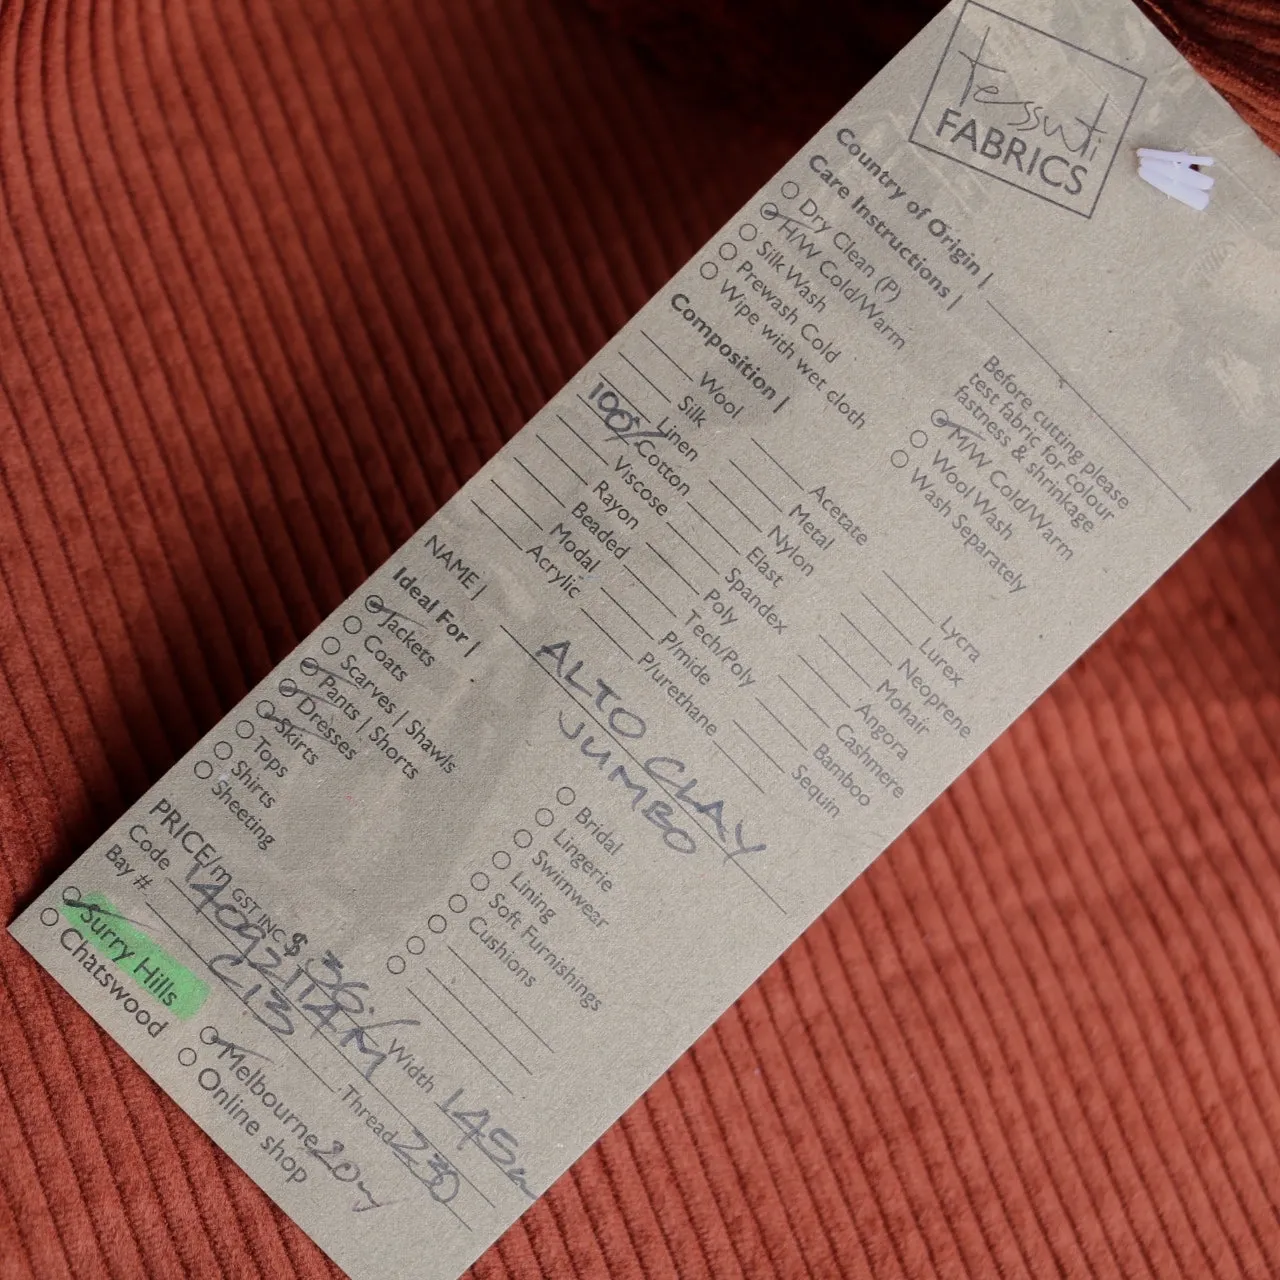 tessuti
FABRICS
Country of Origin |
Care Instructions |
Dry Clean (P)
H/W Cold/Warm
Silk Wash
Prewash Cold
Wipe with wet cloth
Before cutting please
test fabric for colour
fastness & shrinkage
M/W Cold/Warm
Wool Wash
Wash Separately
Composition |
Wool
Silk
Linen
100% Cotton
Viscose
Rayon
Beaded
Modal
Acrylic
Acetate
Metal
Nylon
Elast
Spandex
Poly
Tech/Poly
P/mide
P/urethane
Lycra
Lurex
Neoprene
Mohair
Angora
Cashmere
Bamboo
Sequin
NAME | ALTO CLAY
JUMBO
Ideal For |
Jackets
Coats
Scarves | Shawls
Pants | Shorts
Dresses
Skirts
Tops
Shirts
Sheeting
Bridal
Lingerie
Swimwear
Lining
Soft Furnishings
Cushions
PRICE/m GST INC $ 36. Width 145
Code 1409211AM Thread 230
Bay # C13
Surry Hills
Chatswood
Melbourne
Online shop